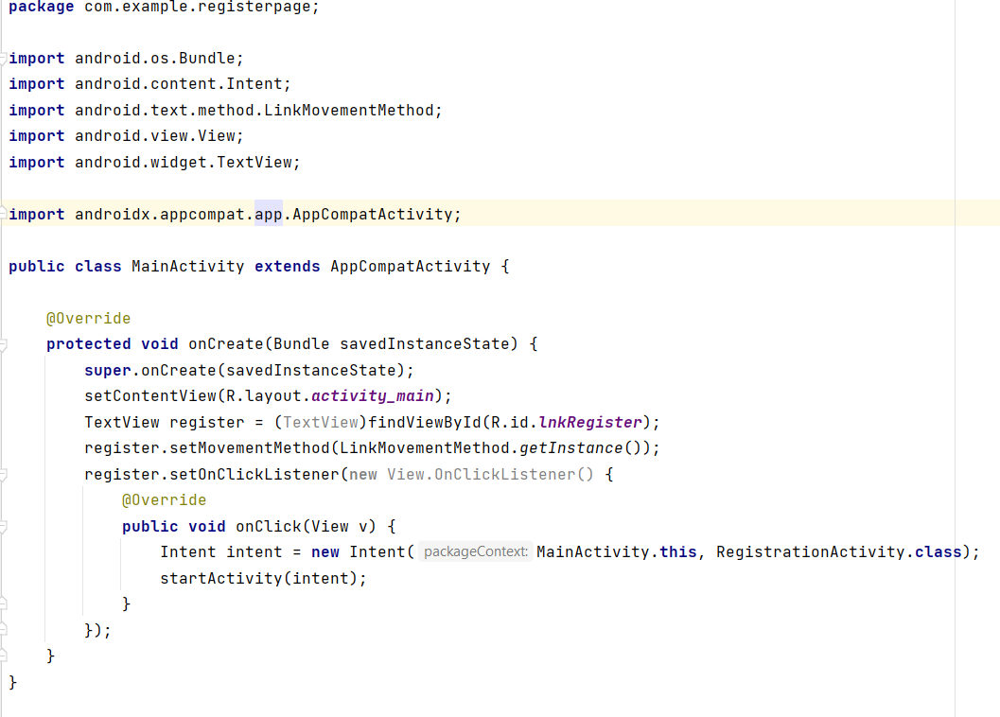 package com.example.registerpage;
import android.os.Bundle;
import android.content.Intent;
import android.text.method.LinkMovementMethod;
import android.view.View;
import android.widget.TextView;
import androidx.appcompat.app.AppCompatActivity;
public class MainActivity extends AppCompatActivity {
@Override
protected void onCreate(Bundle savedInstanceState) {
super.onCreate(savedInstanceState);
setContentView(R.layout.activity_main);
TextView register = (TextView)findViewById(R.id.lnkRegister);
register.setMovementMethod(LinkMovementMethod.getInstance());
register.setOnClickListener(new View.OnClickListener() {
@Override
public void onClick(View v) {
Intent intent = new Intent( packageContext: MainActivity.this, RegistrationActivity.class);
startActivity(intent);
}
});
}
}